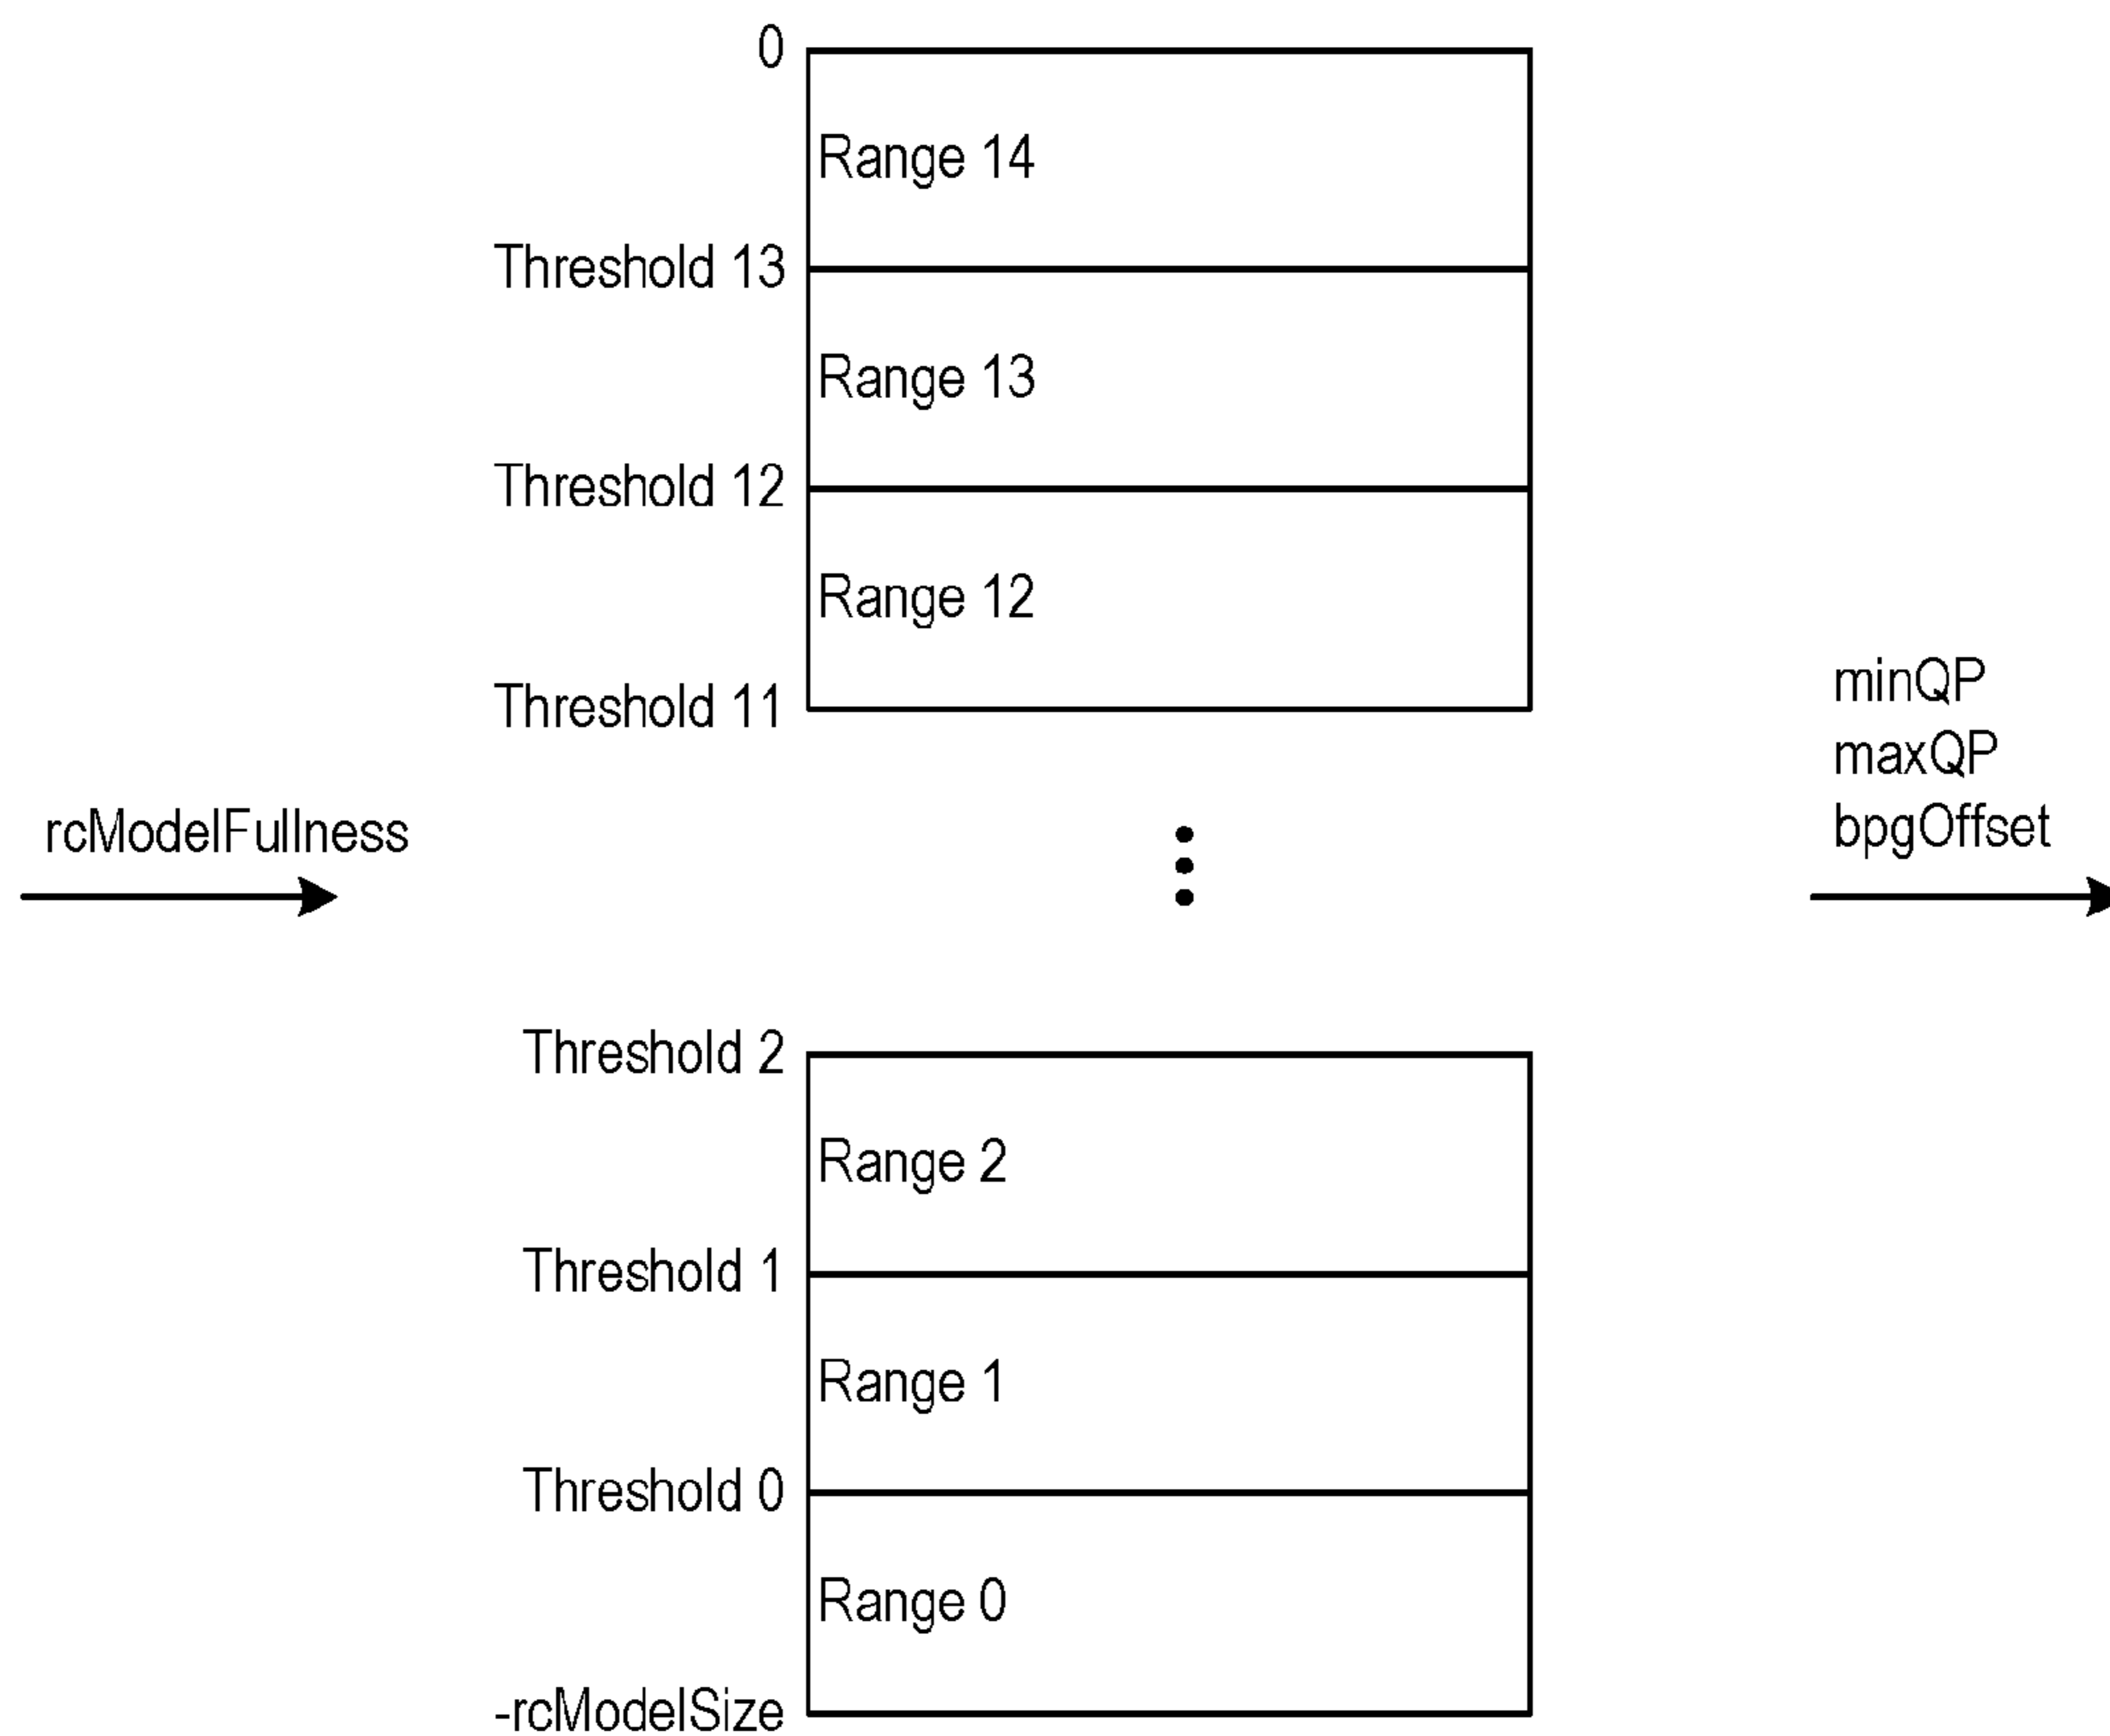 0
Range 14
Threshold 13
Range 13
Threshold 12
Range 12
Threshold 11
rcModelFullness
minQP
maxQP
bpgOffset
Threshold 2
Range 2
Threshold 1
Range 1
Threshold 0
Range 0
-rcModelSize